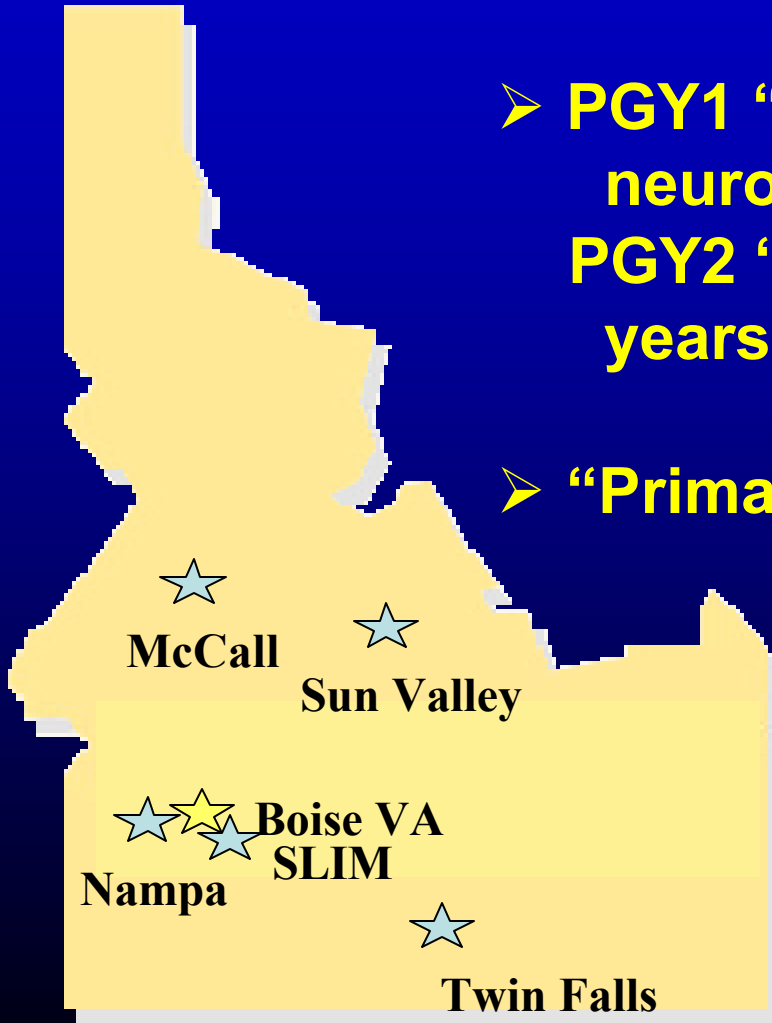 ➢ PGY1 “
neuro
PGY2 “
years
➢ “Prima
McCall
Sun Valley
Boise VA
SLIM
Nampa
Twin Falls